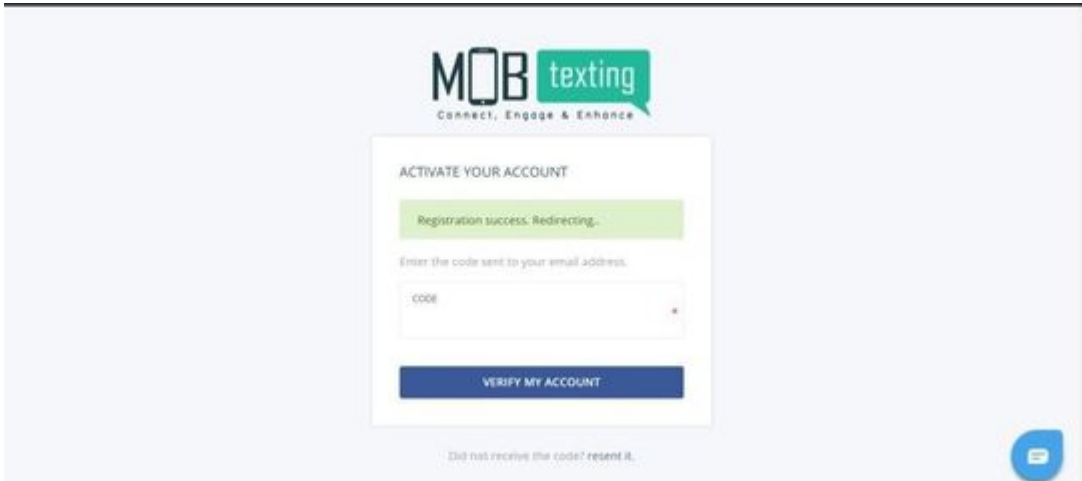 MOB texting
Connect, Engage & Enhance
ACTIVATE YOUR ACCOUNT
Registration success. Redirecting..
Enter the code sent to your email address.
CODE
*
VERIFY MY ACCOUNT
Did not receive the code? resent it.